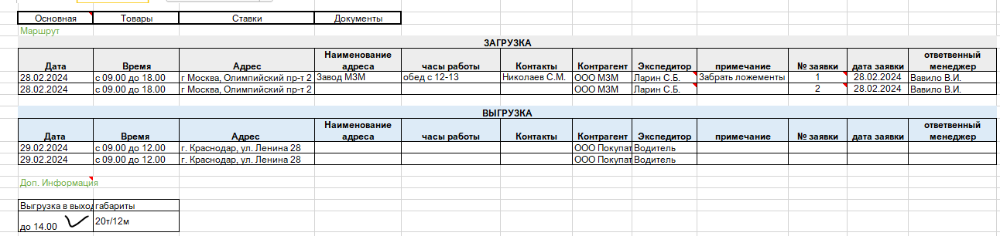 Основная Товары Ставки Документы
Маршрут
ЗАГРУЗКА
Дата Время Адрес Наименование адреса часы работы Контакты Контрагент Экспедитор примечание № заявки дата заявки ответвенный менеджер
28.02.2024 с 09.00 до 18.00 г Москва, Олимпийский пр-т 2 Завод МЗМ обед с 12-13 Николаев С.М. ООО МЗМ Ларин С.Б. Забрать ложементы 1 28.02.2024 Вавило В.И.
28.02.2024 с 09.00 до 18.00 г Москва, Олимпийский пр-т 2 ООО МЗМ Ларин С.Б. 2 28.02.2024 Вавило В.И.
ВЫГРУЗКА
Дата Время Адрес Наименование адреса часы работы Контакты Контрагент Экспедитор примечание № заявки дата заявки ответвенный менеджер
29.02.2024 с 09.00 до 12.00 г. Краснодар, ул. Ленина 28 ООО Покупат Водитель
29.02.2024 с 09.00 до 12.00 г. Краснодар, ул. Ленина 28 ООО Покупат Водитель
Доп. Информация
Выгрузка в выход габариты
до 14.00 20т/12м